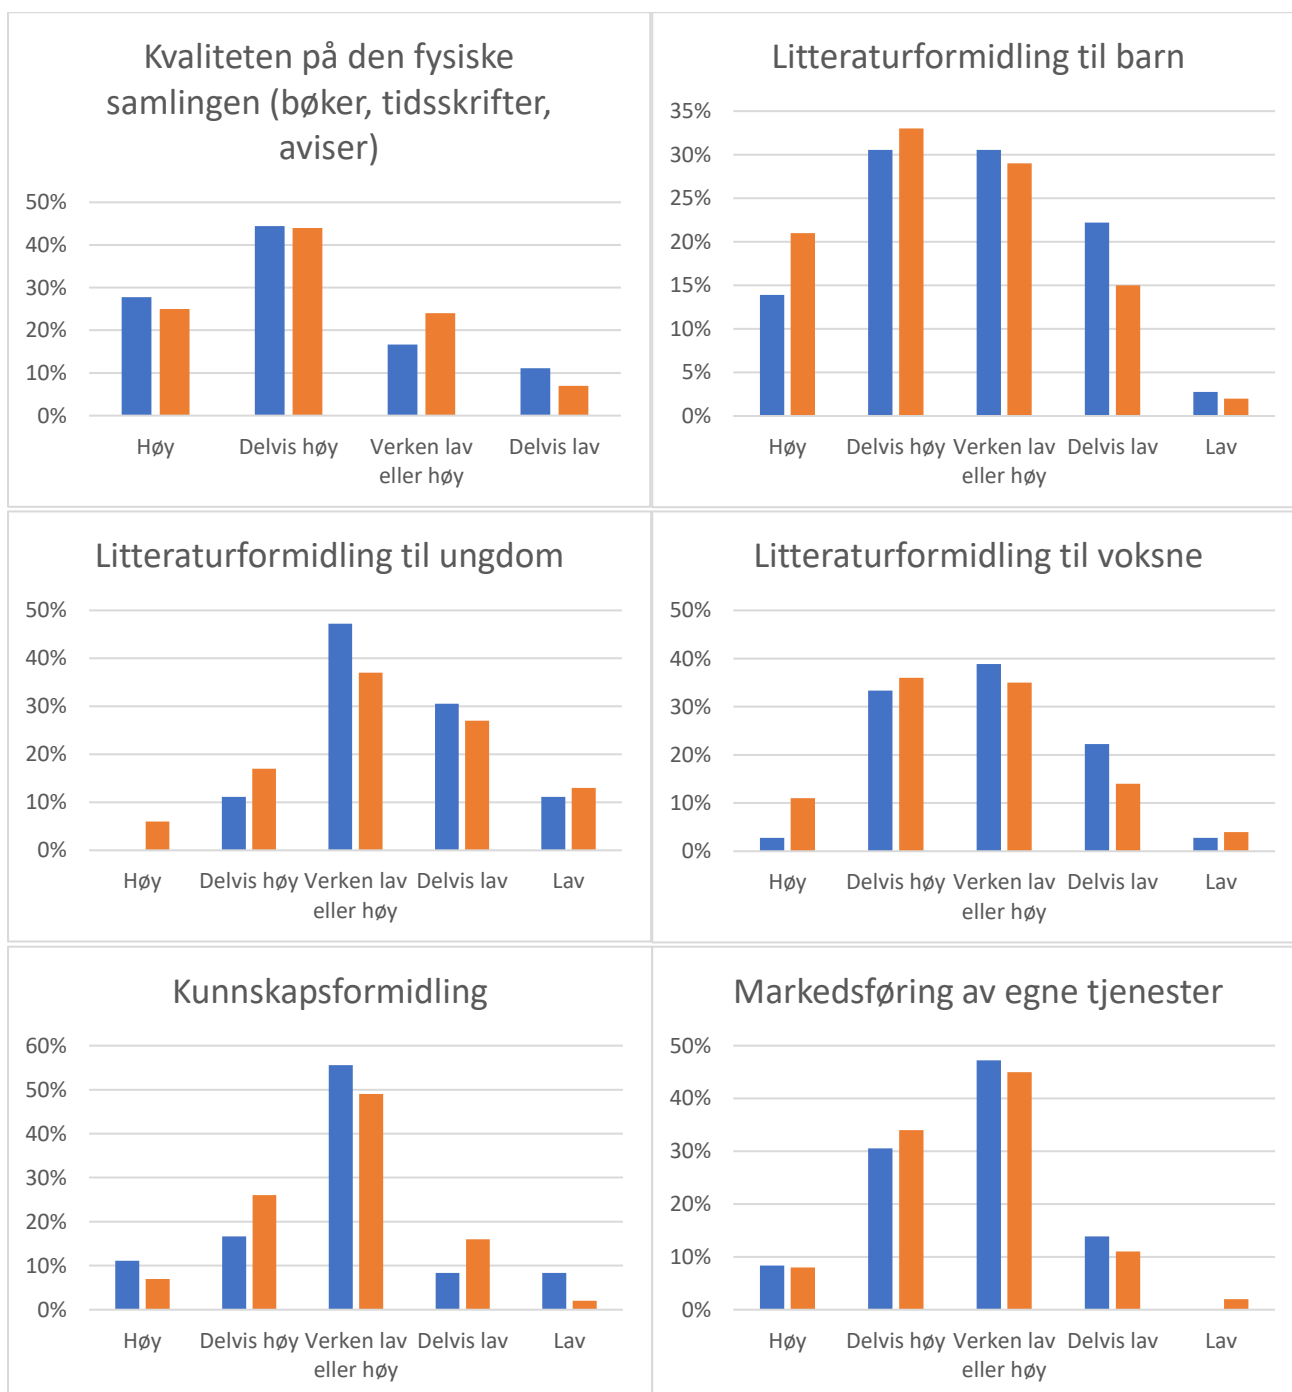 Kvaliteten på den fysiske
samlingen (bøker, tidsskrifter,
aviser)
50%
40%
30%
20%
10%
0%
Høy Delvis høy Verken lav Delvis lav
eller høy
Litteraturformidling til barn
35%
30%
25%
20%
15%
10%
5%
0%
Høy Delvis høy Verken lav Delvis lav Lav
eller høy
Litteraturformidling til ungdom
50%
40%
30%
20%
10%
0%
Høy Delvis høy Verken lav Delvis lav Lav
eller høy
Litteraturformidling til voksne
50%
40%
30%
20%
10%
0%
Høy Delvis høy Verken lav Delvis lav Lav
eller høy
Kunnskapsformidling
60%
50%
40%
30%
20%
10%
0%
Høy Delvis høy Verken lav Delvis lav Lav
eller høy
Markedsføring av egne tjenester
50%
40%
30%
20%
10%
0%
Høy Delvis høy Verken lav Delvis lav Lav
eller høy